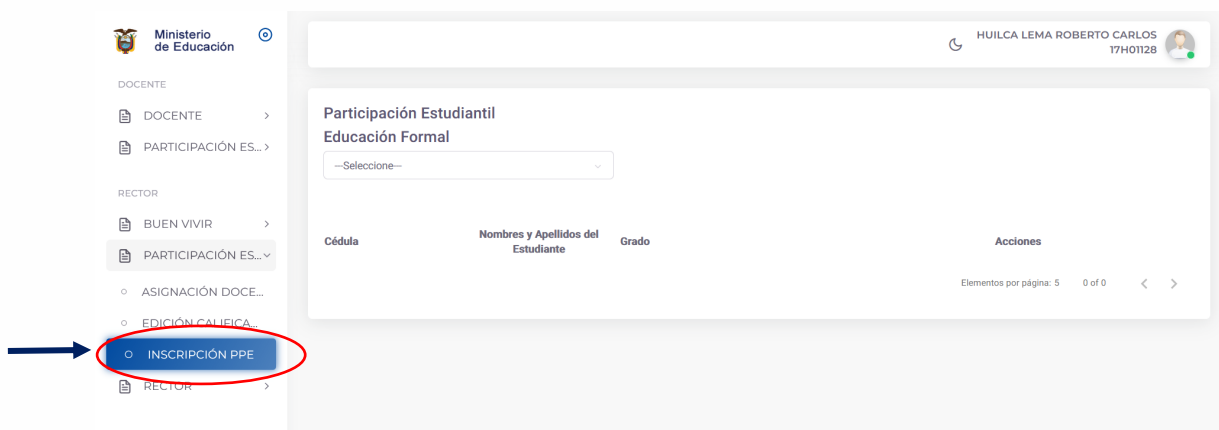 Ministerio
de Educación
HUILCA LEMA ROBERTO CARLOS
17H01128
DOCENTE
DOCENTE
PARTICIPACIÓN ES...
RECTOR
BUEN VIVIR
PARTICIPACIÓN ES...
ASIGNACIÓN DOCE...
EDICIÓN CALIFICA...
INSCRIPCIÓN PPE
RECTOR
Participación Estudiantil
Educación Formal
---Seleccione---
Cédula
Nombres y Apellidos del
Estudiante
Grado
Acciones
Elementos por página: 5
0 of 0